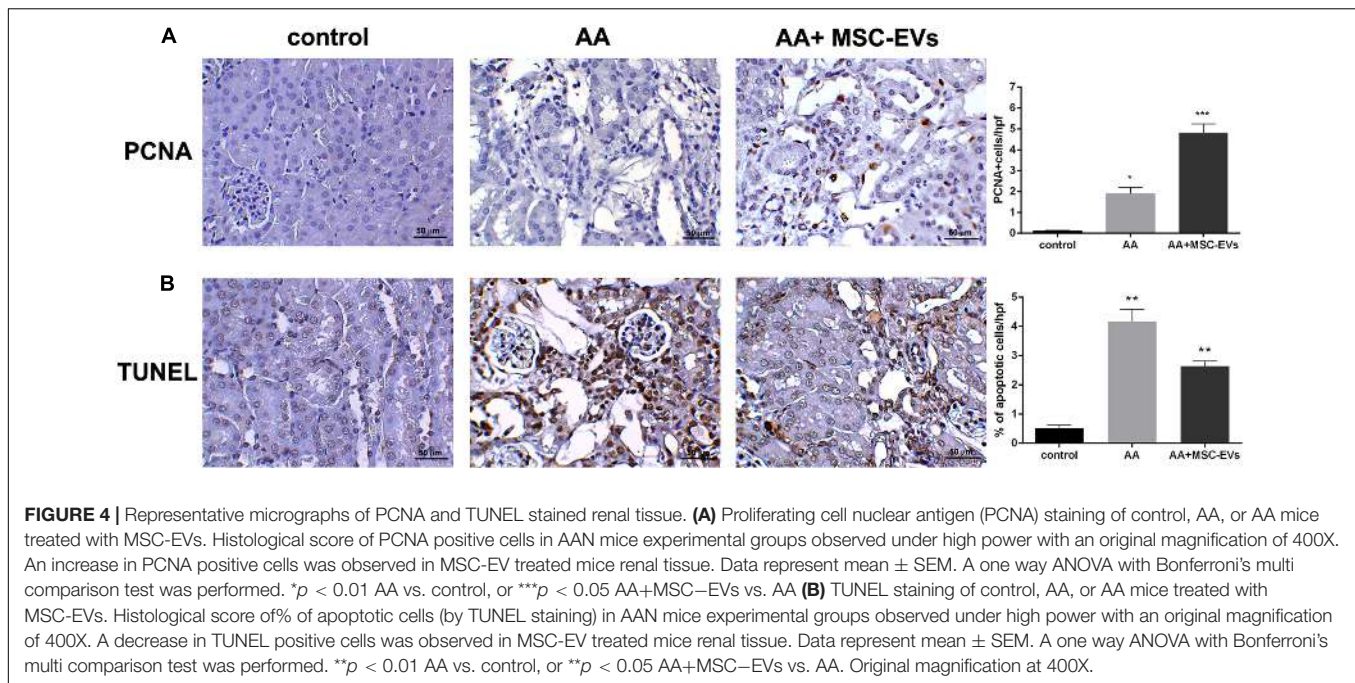 A
control AA AA+ MSC-EVs
PCNA
50 µm 50 µm 50 µm
PCNA+cells/hpf
7
6
5
4
3
2
1
0
* ***
control AA AA+MSC-EVs
B
TUNEL
50 µm 50 µm 50 µm
% of apoptotic cells/hpf
5
4
3
2
1
0
** **
control AA AA+MSC-EVs
FIGURE 4 | Representative micrographs of PCNA and TUNEL stained renal tissue. (A) Proliferating cell nuclear antigen (PCNA) staining of control, AA, or AA mice
treated with MSC-EVs. Histological score of PCNA positive cells in AAN mice experimental groups observed under high power with an original magnification of 400X.
An increase in PCNA positive cells was observed in MSC-EV treated mice renal tissue. Data represent mean ± SEM. A one way ANOVA with Bonferroni's multi
comparison test was performed. *p < 0.01 AA vs. control, or ***p < 0.05 AA+MSC−EVs vs. AA (B) TUNEL staining of control, AA, or AA mice treated with
MSC-EVs. Histological score of% of apoptotic cells (by TUNEL staining) in AAN mice experimental groups observed under high power with an original magnification
of 400X. A decrease in TUNEL positive cells was observed in MSC-EV treated mice renal tissue. Data represent mean ± SEM. A one way ANOVA with Bonferroni's
multi comparison test was performed. **p < 0.01 AA vs. control, or **p < 0.05 AA+MSC−EVs vs. AA. Original magnification at 400X.